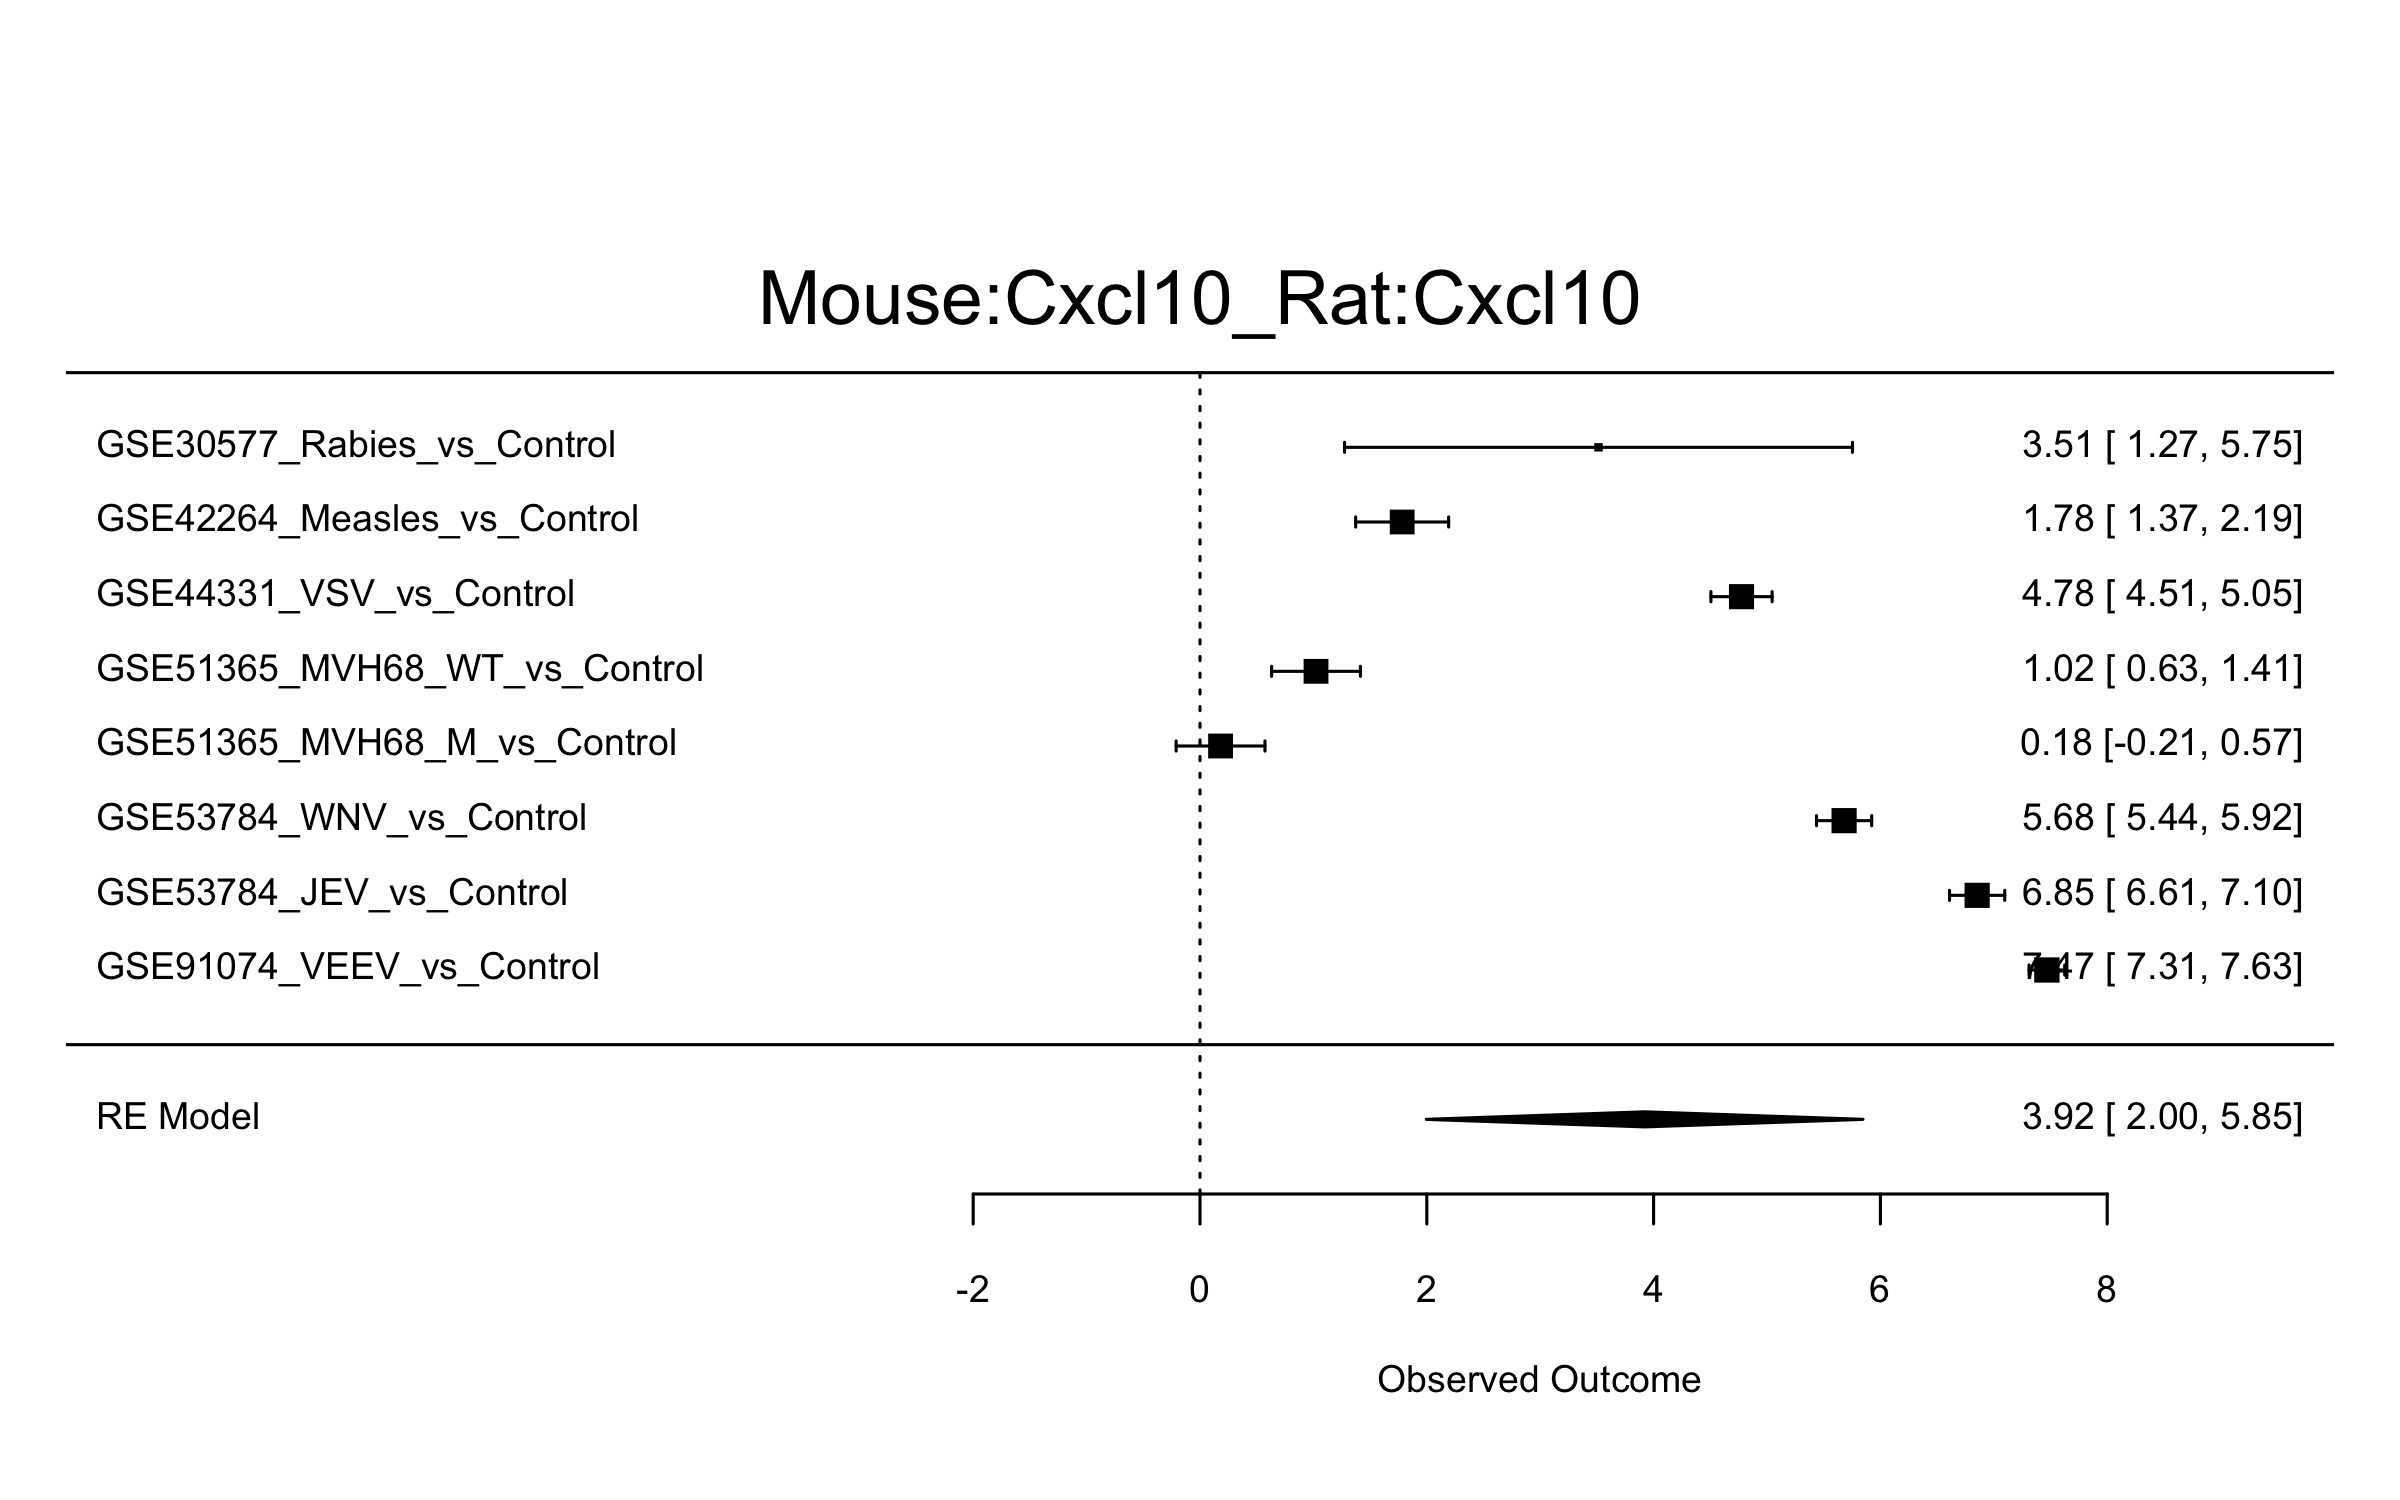 Mouse:Cxcl10_Rat:Cxcl10
GSE30577_Rabies_vs_Control 3.51 [ 1.27, 5.75]
GSE42264_Measles_vs_Control 1.78 [ 1.37, 2.19]
GSE44331_VSV_vs_Control 4.78 [ 4.51, 5.05]
GSE51365_MVH68_WT_vs_Control 1.02 [ 0.63, 1.41]
GSE51365_MVH68_M_vs_Control 0.18 [-0.21, 0.57]
GSE53784_WNV_vs_Control 5.68 [ 5.44, 5.92]
GSE53784_JEV_vs_Control 6.85 [ 6.61, 7.10]
GSE91074_VEEV_vs_Control 7.47 [ 7.31, 7.63]
RE Model 3.92 [ 2.00, 5.85]
-2 0 2 4 6 8
Observed Outcome